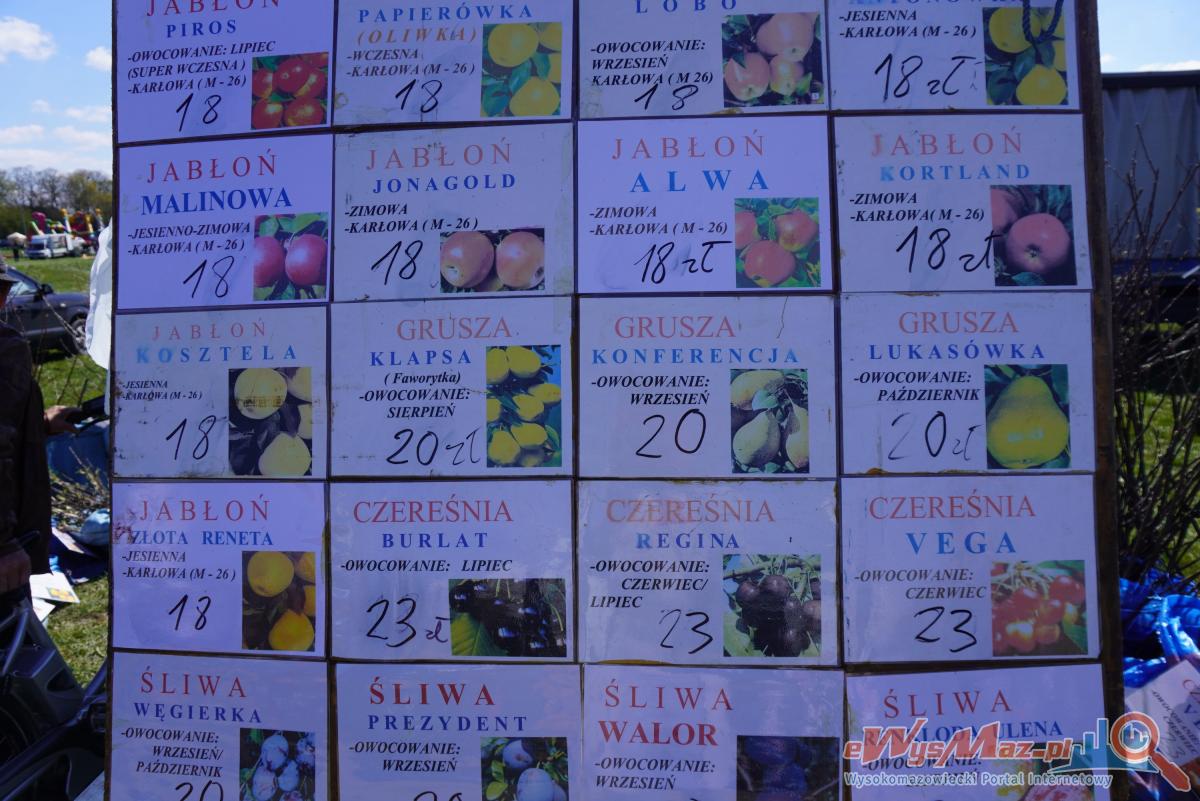 JABŁOŃ
PIROS
-OWOCOWANIE: LIPIEC
(SUPER WCZESNA )
-KARŁOWA ( M - 26)
18
PAPIERÓWKA
(OLIWKA)
-WCZESNA
-KARŁOWA ( M - 26 )
18
LOBO
-OWOCOWANIE:
WRZESIEŃ
KARŁOWA (M 26)
18
-JESIENNA
-KARŁOWA ( M - 26 )
18 zł
JABŁOŃ
MALINOWA
-JESIENNO-ZIMOWA
-KARŁOWA ( M - 26)
18
JABŁOŃ
JONAGOLD
-ZIMOWA
-KARŁOWA ( M - 26 )
18
JABŁOŃ
ALWA
-ZIMOWA
-KARŁOWA ( M - 26)
18 zł
JABŁOŃ
KORTLAND
-ZIMOWA
-KARŁOWA( M - 26)
18 zł
JABŁOŃ
KOSZTELA
-JESIENNA
-KARŁOWA ( M - 26 )
18
GRUSZA
KLAPSA
( Faworytka)
-OWOCOWANIE:
SIERPIEŃ
20 zł
GRUSZA
KONFERENCJA
-OWOCOWANIE:
WRZESIEŃ
20
GRUSZA
LUKASÓWKA
-OWOCOWANIE:
PAŹDZIERNIK
20 zł
JABŁOŃ
ZŁOTA RENETA
-JESIENNA
-KARŁOWA ( M - 26 )
18
CZEREŚNIA
BURLAT
-OWOCOWANIE: LIPIEC
23 zł
CZEREŚNIA
REGINA
-OWOCOWANIE:
CZERWIEC/
LIPIEC
23
CZEREŚNIA
VEGA
-OWOCOWANIE:
CZERWIEC
23
ŚLIWA
WĘGIERKA
-OWOCOWANIE:
WRZESIEŃ/
PAŹDZIERNIK
20
ŚLIWA
PREZYDENT
-OWOCOWANIE:
WRZESIEŃ
ŚLIWA
WALOR
-OWOCOWANIE:
WRZESIEŃ
ŚLIWA
RENKLODA ULENA
eWysMaz.pl
Wysokomazowiecki Portal Internetowy